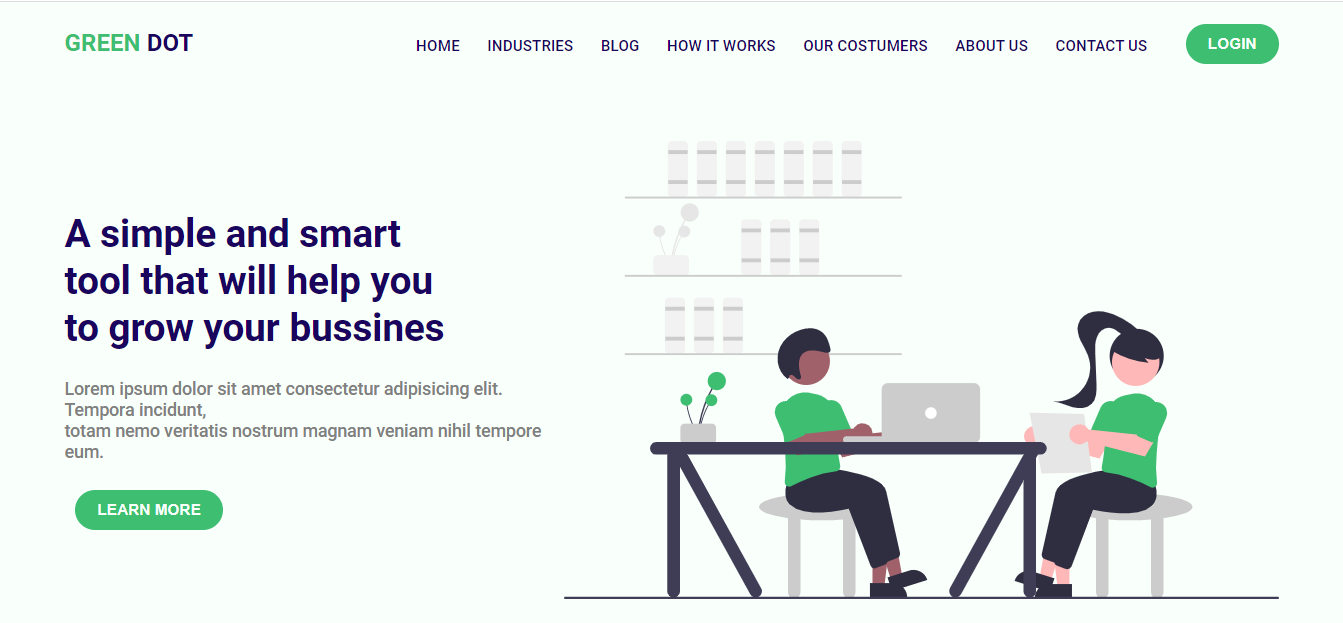 GREEN DOT
HOME INDUSTRIES BLOG HOW IT WORKS OUR COSTUMERS ABOUT US CONTACT US LOGIN
A simple and smart
tool that will help you
to grow your bussines
Lorem ipsum dolor sit amet consectetur adipisicing elit.
Tempora incidunt,
totam nemo veritatis nostrum magnam veniam nihil tempore
eum.
LEARN MORE